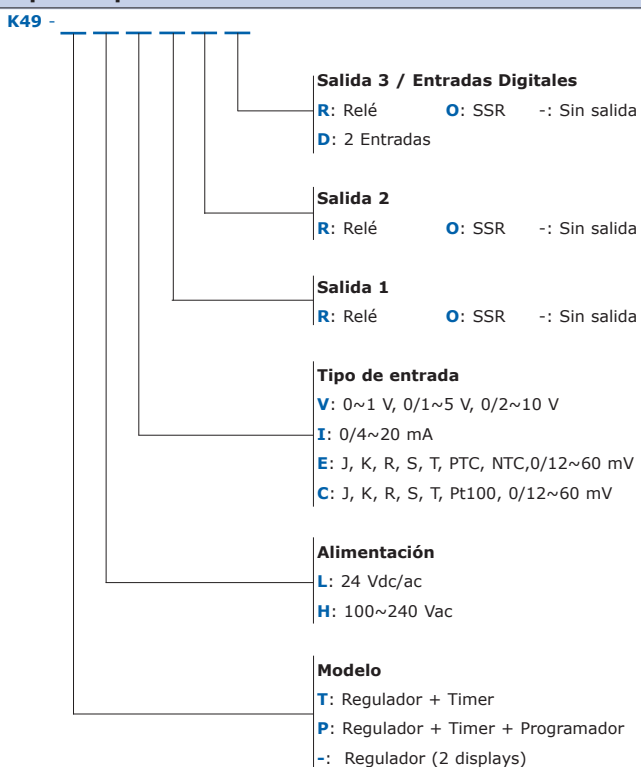 K49 -
Salida 3 / Entradas Digitales
R: Relé O: SSR -: Sin salida
D: 2 Entradas
Salida 2
R: Relé O: SSR -: Sin salida
Salida 1
R: Relé O: SSR -: Sin salida
Tipo de entrada
V: 0~1 V, 0/1~5 V, 0/2~10 V
I: 0/4~20 mA
E: J, K, R, S, T, PTC, NTC,0/12~60 mV
C: J, K, R, S, T, Pt100, 0/12~60 mV
Alimentación
L: 24 Vdc/ac
H: 100~240 Vac
Modelo
T: Regulador + Timer
P: Regulador + Timer + Programador
-: Regulador (2 displays)